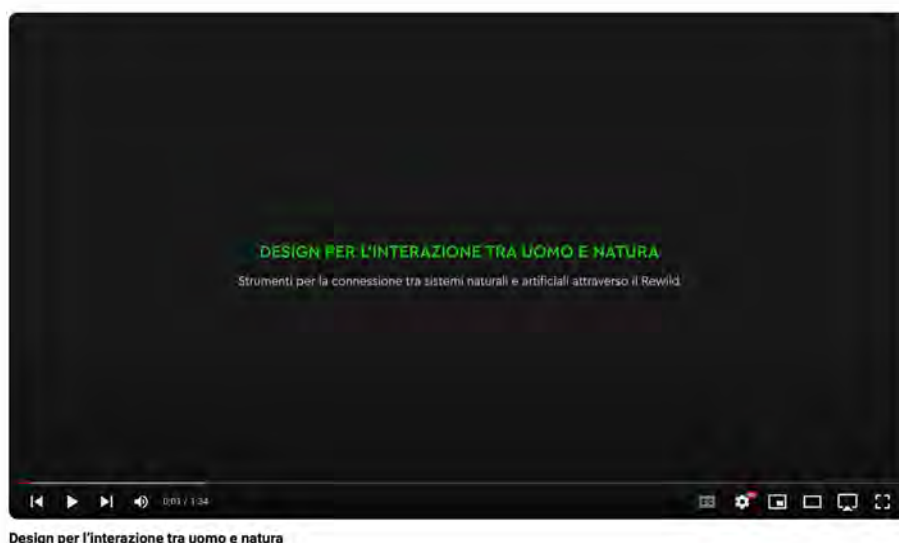 DESIGN PER L'INTERAZIONE TRA UOMO E NATURA
Strumenti per la connessione tra sistemi naturali e artificiali attraverso il Rewild.
0:03 / 1:34
Design per l'interazione tra uomo e natura